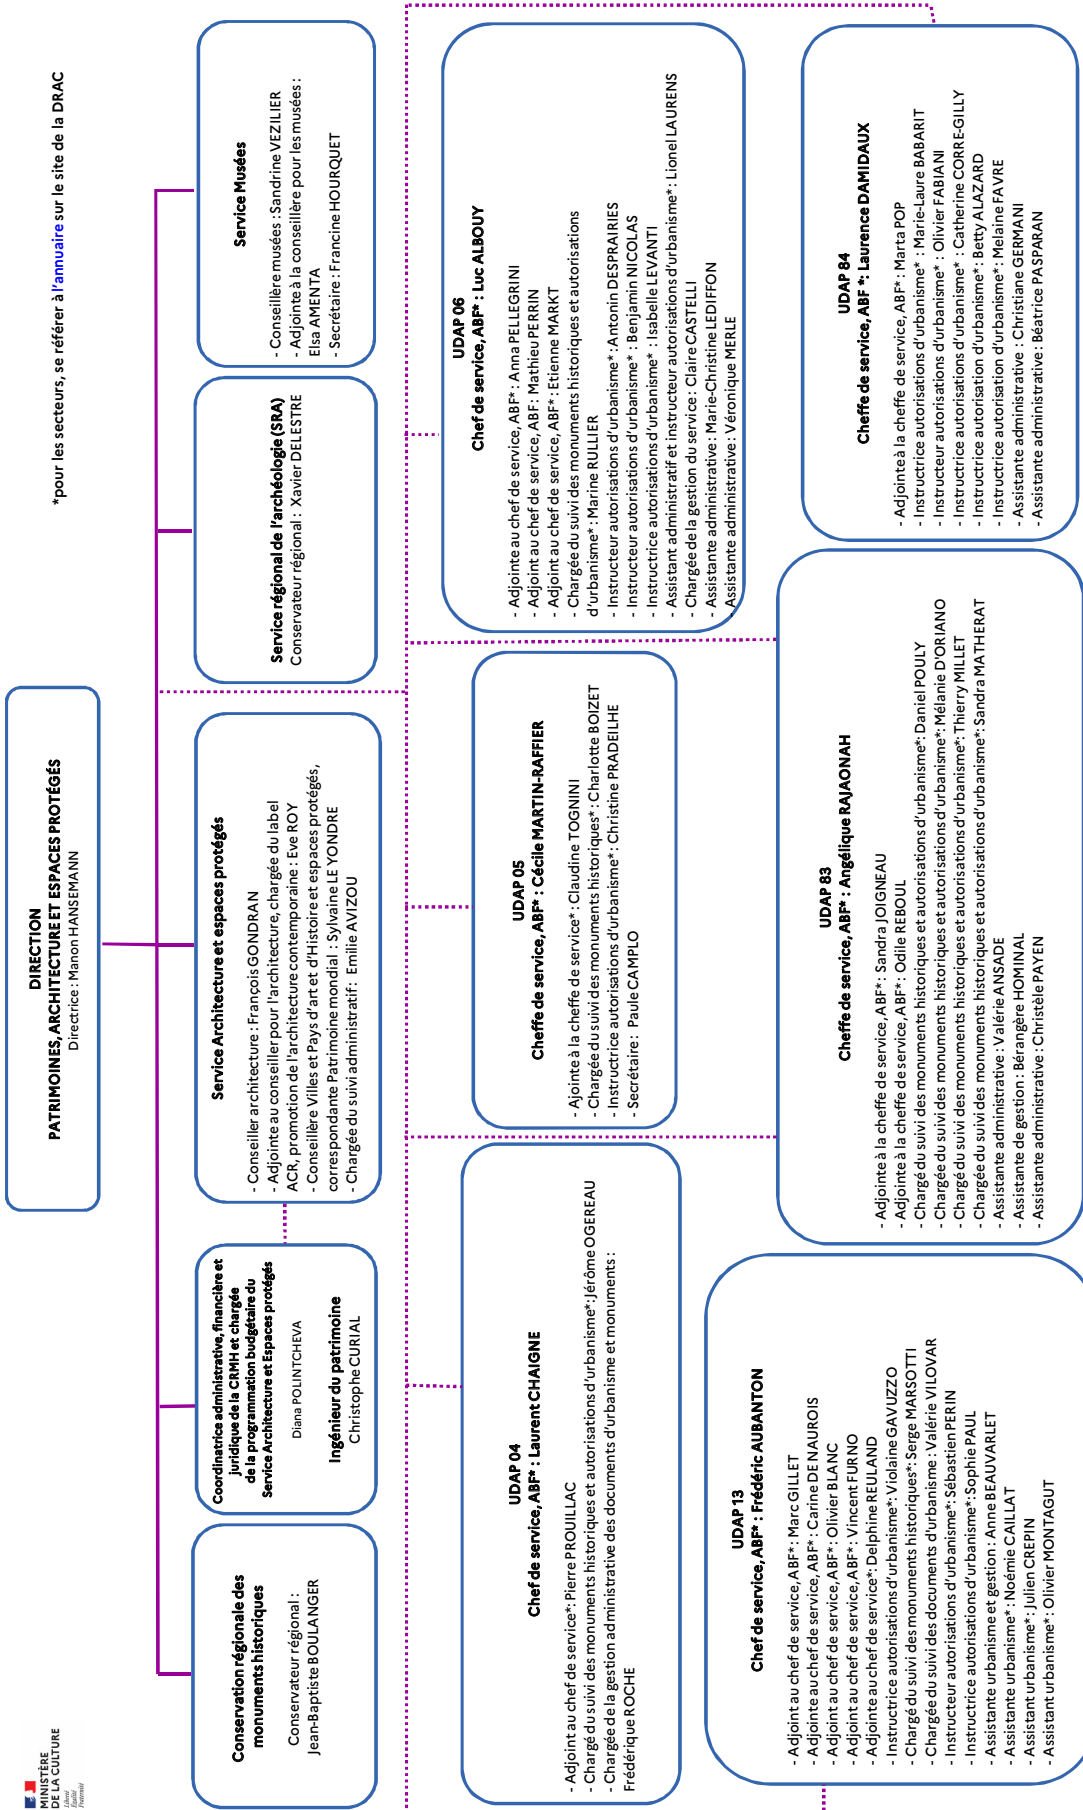 MINISTÈRE
DE LA CULTURE
Liberté
Égalité
Fraternité
*pour les secteurs, se référer à l'annuaire sur le site de la DRAC
DIRECTION
PATRIMOINES, ARCHITECTURE ET ESPACES PROTÉGÉS
Directrice : Manon HANSEMANN
Conservation régionale des
monuments historiques
Conservateur régional :
Jean-Baptiste BOULANGER
Coordinatrice administrative, financière et
juridique de la CRMH et chargée
de la programmation budgétaire du
Service Architecture et Espaces protégés
Diana POLINTCHEVA
Ingénieur du patrimoine
Christophe CURIAL
Service Architecture et espaces protégés
- Conseiller architecture : François GONDRAN
- Adjointe au conseiller pour l'architecture, chargée du label
ACR, promotion de l'architecture contemporaine : Eve ROY
- Conseillère Villes et Pays d'art et d'Histoire et espaces protégés,
correspondante Patrimoine mondial : Sylvaine LE YONDRE
- Chargée du suivi administratif : Emilie AVIZOU
Service régional de l'archéologie (SRA)
Conservateur régional : Xavier DELESTRE
Service Musées
- Conseillère musées : Sandrine VEZILIER
- Adjointe à la conseillère pour les musées :
Elsa AMENTA
- Secrétaire : Francine HOURQUET
UDAP 04
Chef de service, ABF* : Laurent CHAIGNE
- Adjoint au chef de service* : Pierre PROUILLAC
- Chargé du suivi des monuments historiques et autorisations d'urbanisme* : Jérôme OGEREAU
- Chargée de la gestion administrative des documents d'urbanisme et monuments :
Frédérique ROCHE
UDAP 05
Cheffe de service, ABF* : Cécile MARTIN-RAFFIER
- Ajointe à la cheffe de service* : Claudine TOGNINI
- Chargée du suivi des monuments historiques* : Charlotte BOIZET
- Instructrice autorisations d'urbanisme* : Christine PRADEILHE
- Secrétaire : Paule CAMPLO
UDAP 06
Chef de service, ABF* : Luc ALBOUY
- Adjointe au chef de service, ABF* : Anna PELLEGRINI
- Adjoint au chef de service, ABF : Mathieu PERRIN
- Adjoint au chef de service, ABF* : Etienne MARKT
- Chargée du suivi des monuments historiques et autorisations
d'urbanisme* : Marine RULLIER
- Instructeur autorisations d'urbanisme* : Antonin DESPRAIRIES
- Instructeur autorisations d'urbanisme* : Benjamin NICOLAS
- Instructrice autorisations d'urbanisme* : Isabelle LEVANTI
- Assistant administratif et instructeur autorisations d'urbanisme* : Lionel LAURENS
- Chargée de la gestion du service : Claire CASTELLI
- Assistante administrative : Marie-Christine LEDIFFON
- Assistante administrative : Véronique MERLE
UDAP 13
Chef de service, ABF* : Frédéric AUBANTON
- Adjoint au chef de service, ABF* : Marc GILLET
- Adjointe au chef de service, ABF* : Carine DE NAUROIS
- Adjoint au chef de service, ABF* : Olivier BLANC
- Adjoint au chef de service, ABF* : Vincent FURNO
- Adjointe au chef de service* : Delphine REULAND
- Instructrice autorisations d'urbanisme* : Violaine GAVUZZO
- Chargé du suivi des monuments historiques* : Serge MARSOTTI
- Chargée du suivi des documents d'urbanisme : Valérie VILOVAR
- Instructeur autorisations d'urbanisme* : Sébastien PERIN
- Instructrice autorisations d'urbanisme* : Sophie PAUL
- Assistante urbanisme et gestion : Anne BEAUVARLET
- Assistante urbanisme* : Noémie CAILLAT
- Assistant urbanisme* : Julien CREPIN
- Assistant urbanisme* : Olivier MONTAGUT
UDAP 83
Cheffe de service, ABF* : Angélique RAJAONAH
- Adjointe à la cheffe de service, ABF* : Sandra JOIGNEAU
- Adjointe à la cheffe de service, ABF* : Odile REBOUL
- Chargé du suivi des monuments historiques et autorisations d'urbanisme* : Daniel POULY
- Chargée du suivi des monuments historiques et autorisations d'urbanisme* : Mélanie D'ORIANO
- Chargé du suivi des monuments historiques et autorisations d'urbanisme* : Thierry MILLET
- Chargée du suivi des monuments historiques et autorisations d'urbanisme* : Sandra MATHERAT
- Assistante administrative : Valérie ANSADE
- Assistante de gestion : Bérangère HOMINAL
- Assistante administrative : Christèle PAYEN
UDAP 84
Cheffe de service, ABF * : Laurence DAMIDAUX
- Adjointe à la cheffe de service, ABF* : Marta POP
- Instructrice autorisations d'urbanisme* : Marie-Laure BABARIT
- Instructeur autorisations d'urbanisme* : Olivier FABIANI
- Instructrice autorisations d'urbanisme* : Catherine CORRE-GILLY
- Instructrice autorisation d'urbanisme* : Betty ALAZARD
- Instructrice autorisation d'urbanisme* : Melaine FAVRE
- Assistante administrative : Christiane GERMANI
- Assistante administrative : Béatrice PASPARAN